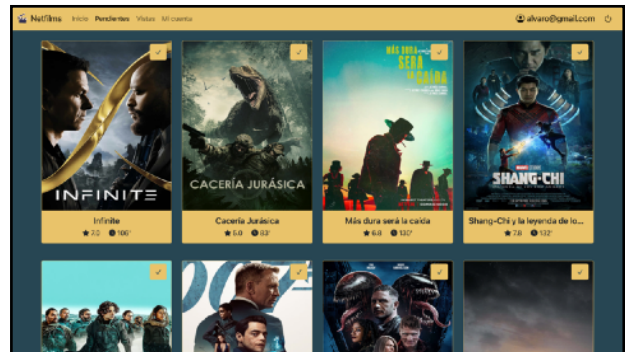 Netfilms Inicio Pendientes Vistas Mi cuenta alvaro@gmail.com
INFINITE
CACERÍA JURÁSICA
MÁS DURA
SERÁ
LA CAÍDA
SHANG-CHI
Infinite
7.0 106'
Cacería Jurásica
5.0 83'
Más dura será la caída
6.8 130'
Shang-Chi y la leyenda de lo...
7.8 132'
007